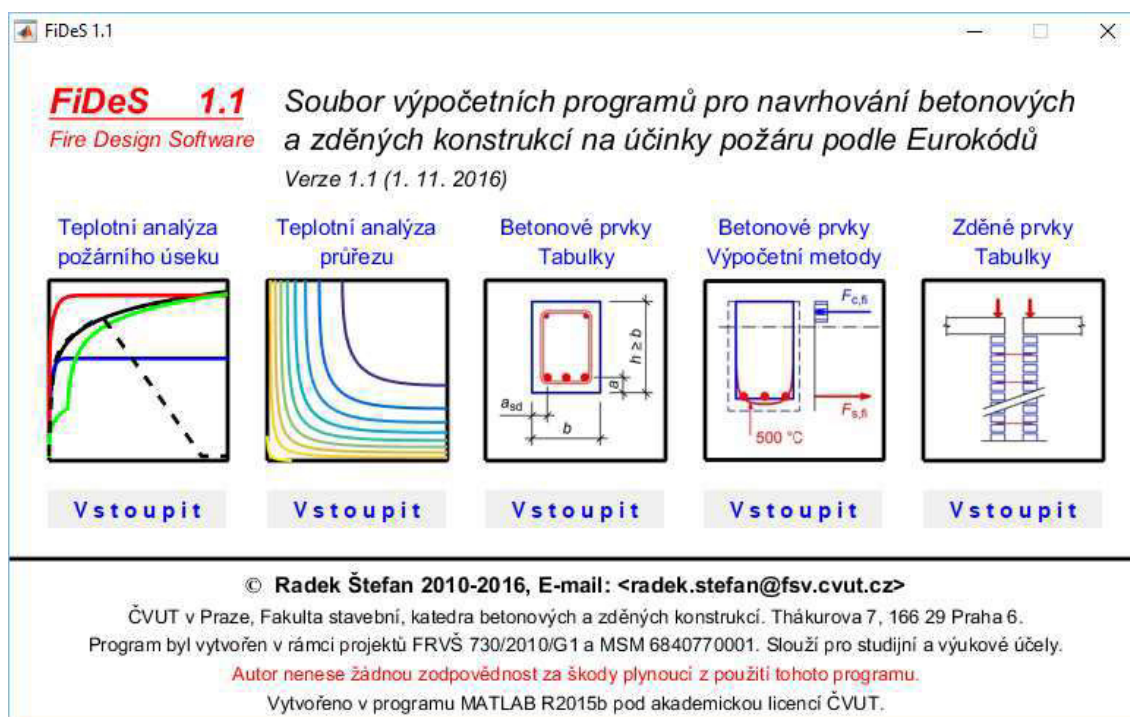 FiDeS 1.1
FiDeS 1.1
Fire Design Software
Soubor výpočetních programů pro navrhování betonových
a zděných konstrukcí na účinky požáru podle Eurokódů
Verze 1.1 (1. 11. 2016)
Teplotní analýza
požárního úseku
Teplotní analýza
průřezu
Betonové prvky
Tabulky
Betonové prvky
Výpočetní metody
Zděné prvky
Tabulky
h ≥ b
a
asd
b
Fc,fi
Fs,fi
500 °C
Vstoupit
Vstoupit
Vstoupit
Vstoupit
Vstoupit
© Radek Štefan 2010-2016, E-mail: <radek.stefan@fsv.cvut.cz>
ČVUT v Praze, Fakulta stavební, katedra betonových a zděných konstrukcí. Thákurova 7, 166 29 Praha 6.
Program byl vytvořen v rámci projektů FRVŠ 730/2010/G1 a MSM 6840770001. Slouží pro studijní a výukové účely.
Autor nenese žádnou zodpovědnost za škody plynoucí z použití tohoto programu.
Vytvořeno v programu MATLAB R2015b pod akademickou licencí ČVUT.